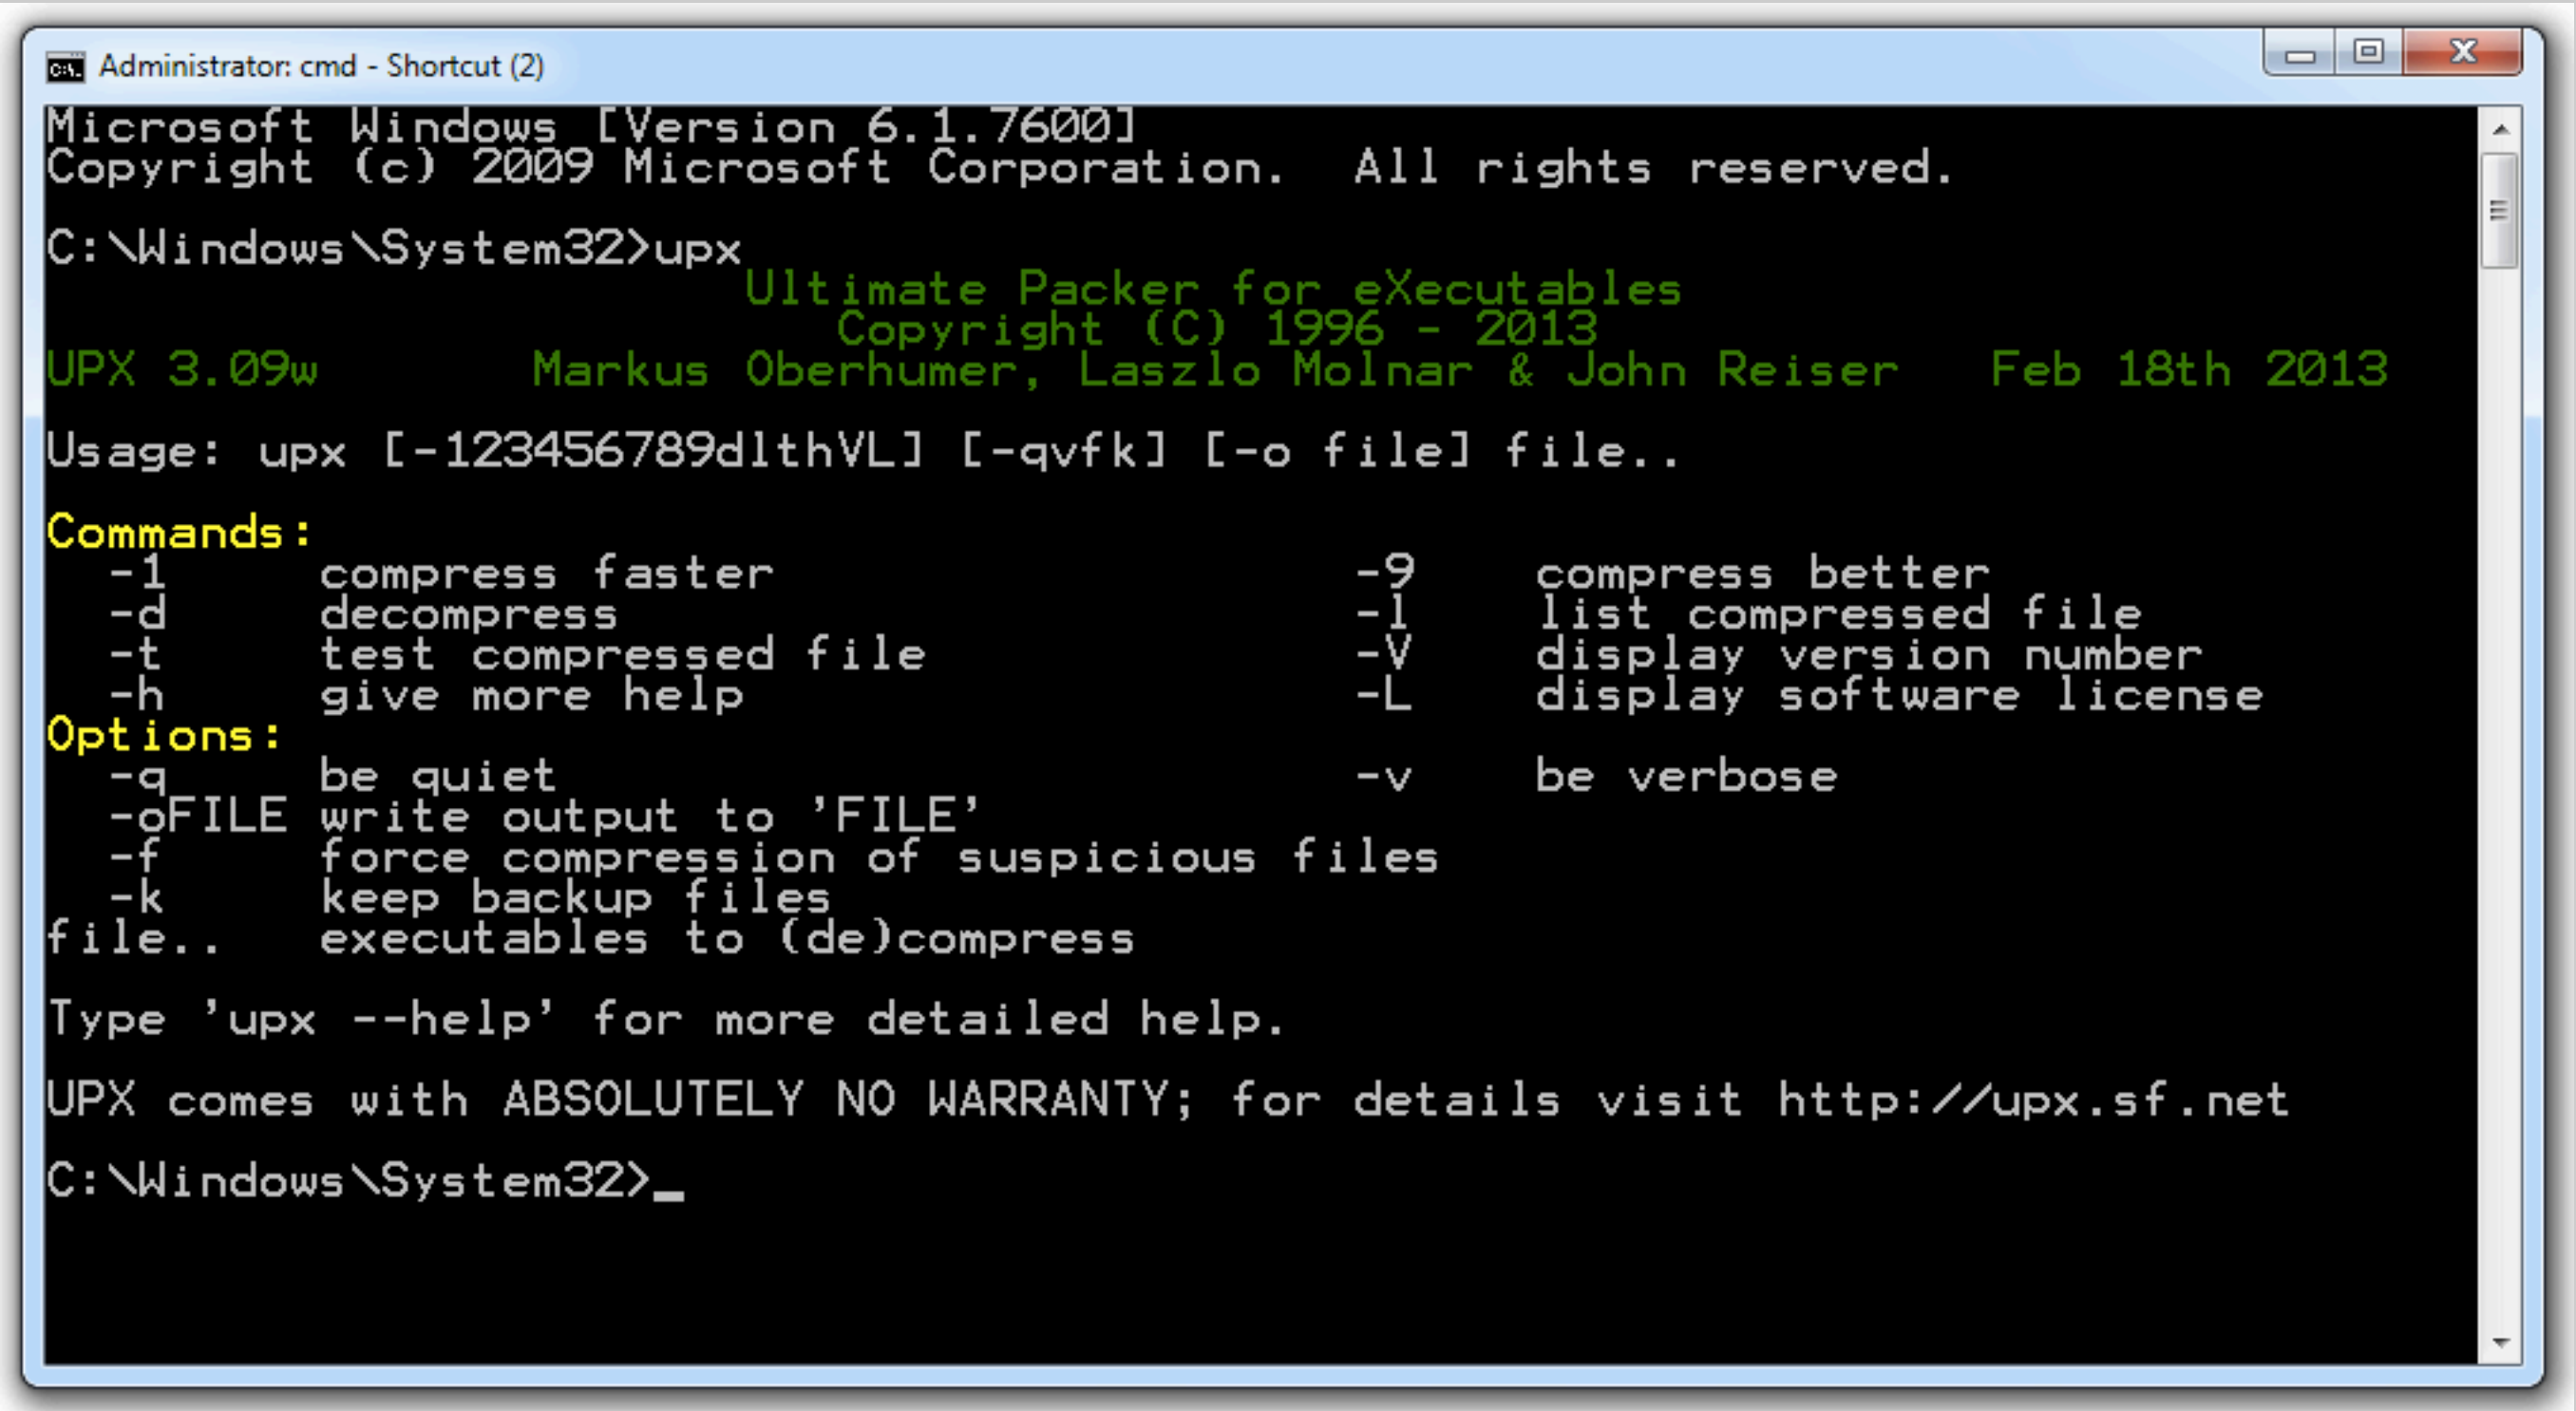 Administrator: cmd - Shortcut (2)
Microsoft Windows [Version 6.1.7600]
Copyright (c) 2009 Microsoft Corporation.  All rights reserved.
C:\Windows\System32>upx
Ultimate Packer for eXecutables
Copyright (C) 1996 - 2013
UPX 3.09w       Markus Oberhumer, Laszlo Molnar & John Reiser   Feb 18th 2013
Usage: upx [-123456789dlthVL] [-qvfk] [-o file] file..
Commands:
  -1     compress faster                   -9    compress better
  -d     decompress                        -l    list compressed file
  -t     test compressed file              -V    display version number
  -h     give more help                    -L    display software license
Options:
  -q     be quiet                          -v    be verbose
  -oFILE write output to 'FILE'
  -f     force compression of suspicious files
  -k     keep backup files
file..   executables to (de)compress
Type 'upx --help' for more detailed help.
UPX comes with ABSOLUTELY NO WARRANTY; for details visit http://upx.sf.net
C:\Windows\System32>_